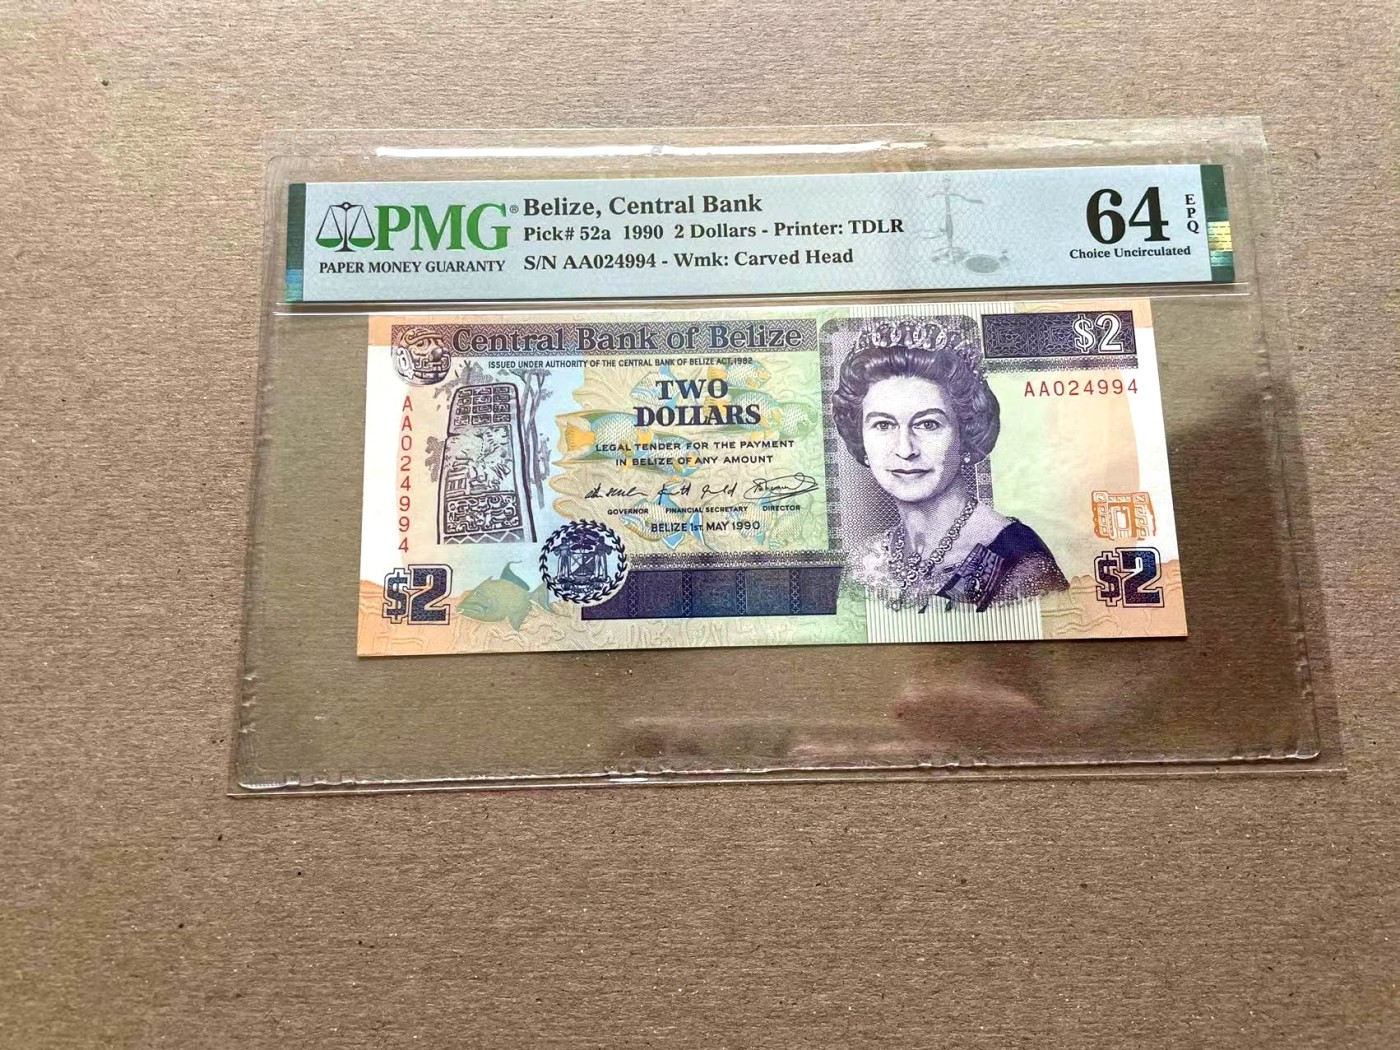 PMG®
PAPER MONEY GUARANTY
Belize, Central Bank
Pick# 52a 1990 2 Dollars - Printer: TDLR
S/N AA024994 - Wmk: Carved Head
64 EPQ
Choice Uncirculated
Central Bank of Belize
ISSUED UNDER AUTHORITY OF THE CENTRAL BANK OF BELIZE ACT, 1982
$2
AA024994
AA024994
TWO
DOLLARS
LEGAL TENDER FOR THE PAYMENT
IN BELIZE OF ANY AMOUNT
GOVERNOR FINANCIAL SECRETARY DIRECTOR
BELIZE 1ST MAY 1990
$2
$2